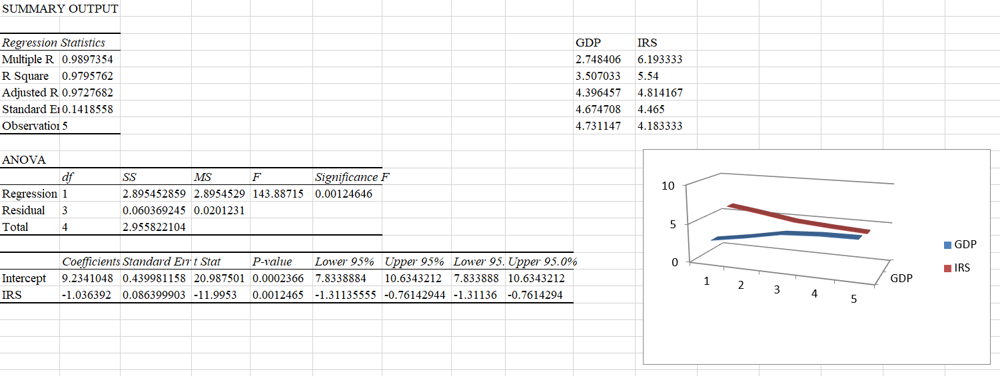 SUMMARY OUTPUT
Regression Statistics GDP IRS
Multiple R 0.9897354 2.748406 6.193333
R Square 0.9795762 3.507033 5.54
Adjusted R 0.9727682 4.396457 4.814167
Standard Er 0.1418558 4.674708 4.465
Observation 5 4.731147 4.183333
ANOVA
df SS MS F Significance F
Regression 1 2.895452859 2.8954529 143.88715 0.00124646
Residual 3 0.060369245 0.0201231
Total 4 2.955822104
Coefficients Standard Err t Stat P-value Lower 95% Upper 95% Lower 95. Upper 95.0%
Intercept 9.2341048 0.439981158 20.987501 0.0002366 7.8338884 10.6343212 7.833888 10.6343212
IRS -1.036392 0.086399903 -11.9953 0.0012465 -1.31135555 -0.76142944 -1.31136 -0.7614294
10
5
0
1 2 3 4 5
GDP
GDP
IRS